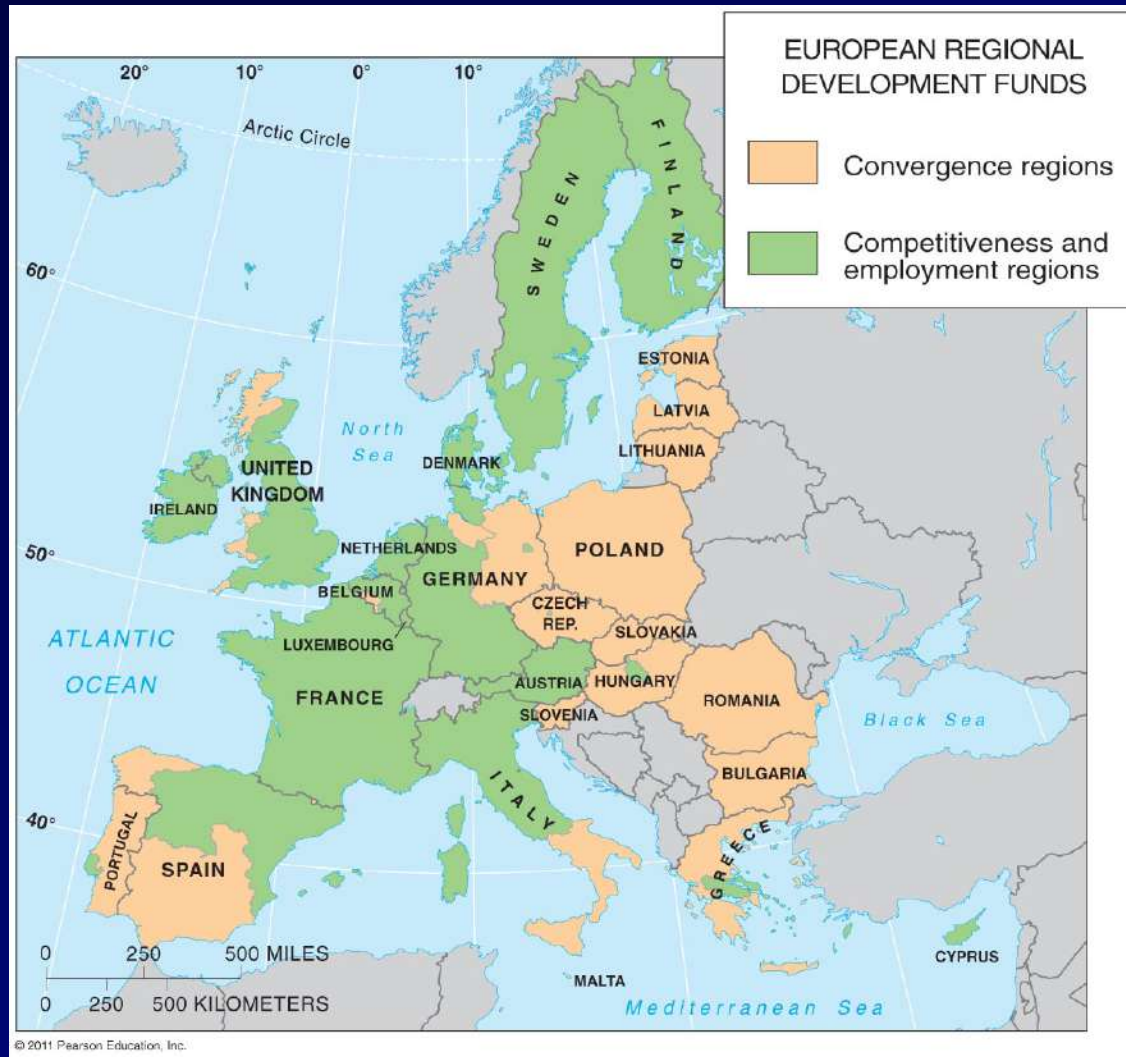 EUROPEAN REGIONAL
DEVELOPMENT FUNDS
Convergence regions
Competitiveness and
employment regions
20°
10°
0°
10°
Arctic Circle
60°
50°
40°
SWEDEN
FINLAND
ESTONIA
LATVIA
LITHUANIA
North
Sea
DENMARK
UNITED
KINGDOM
IRELAND
NETHERLANDS
BELGIUM
LUXEMBOURG
GERMANY
POLAND
CZECH
REP.
SLOVAKIA
ATLANTIC
OCEAN
FRANCE
AUSTRIA
HUNGARY
SLOVENIA
ROMANIA
Black Sea
BULGARIA
ITALY
PORTUGAL
SPAIN
GREECE
CYPRUS
MALTA
Mediterranean Sea
0 250 500 MILES
0 250 500 KILOMETERS
© 2011 Pearson Education, Inc.